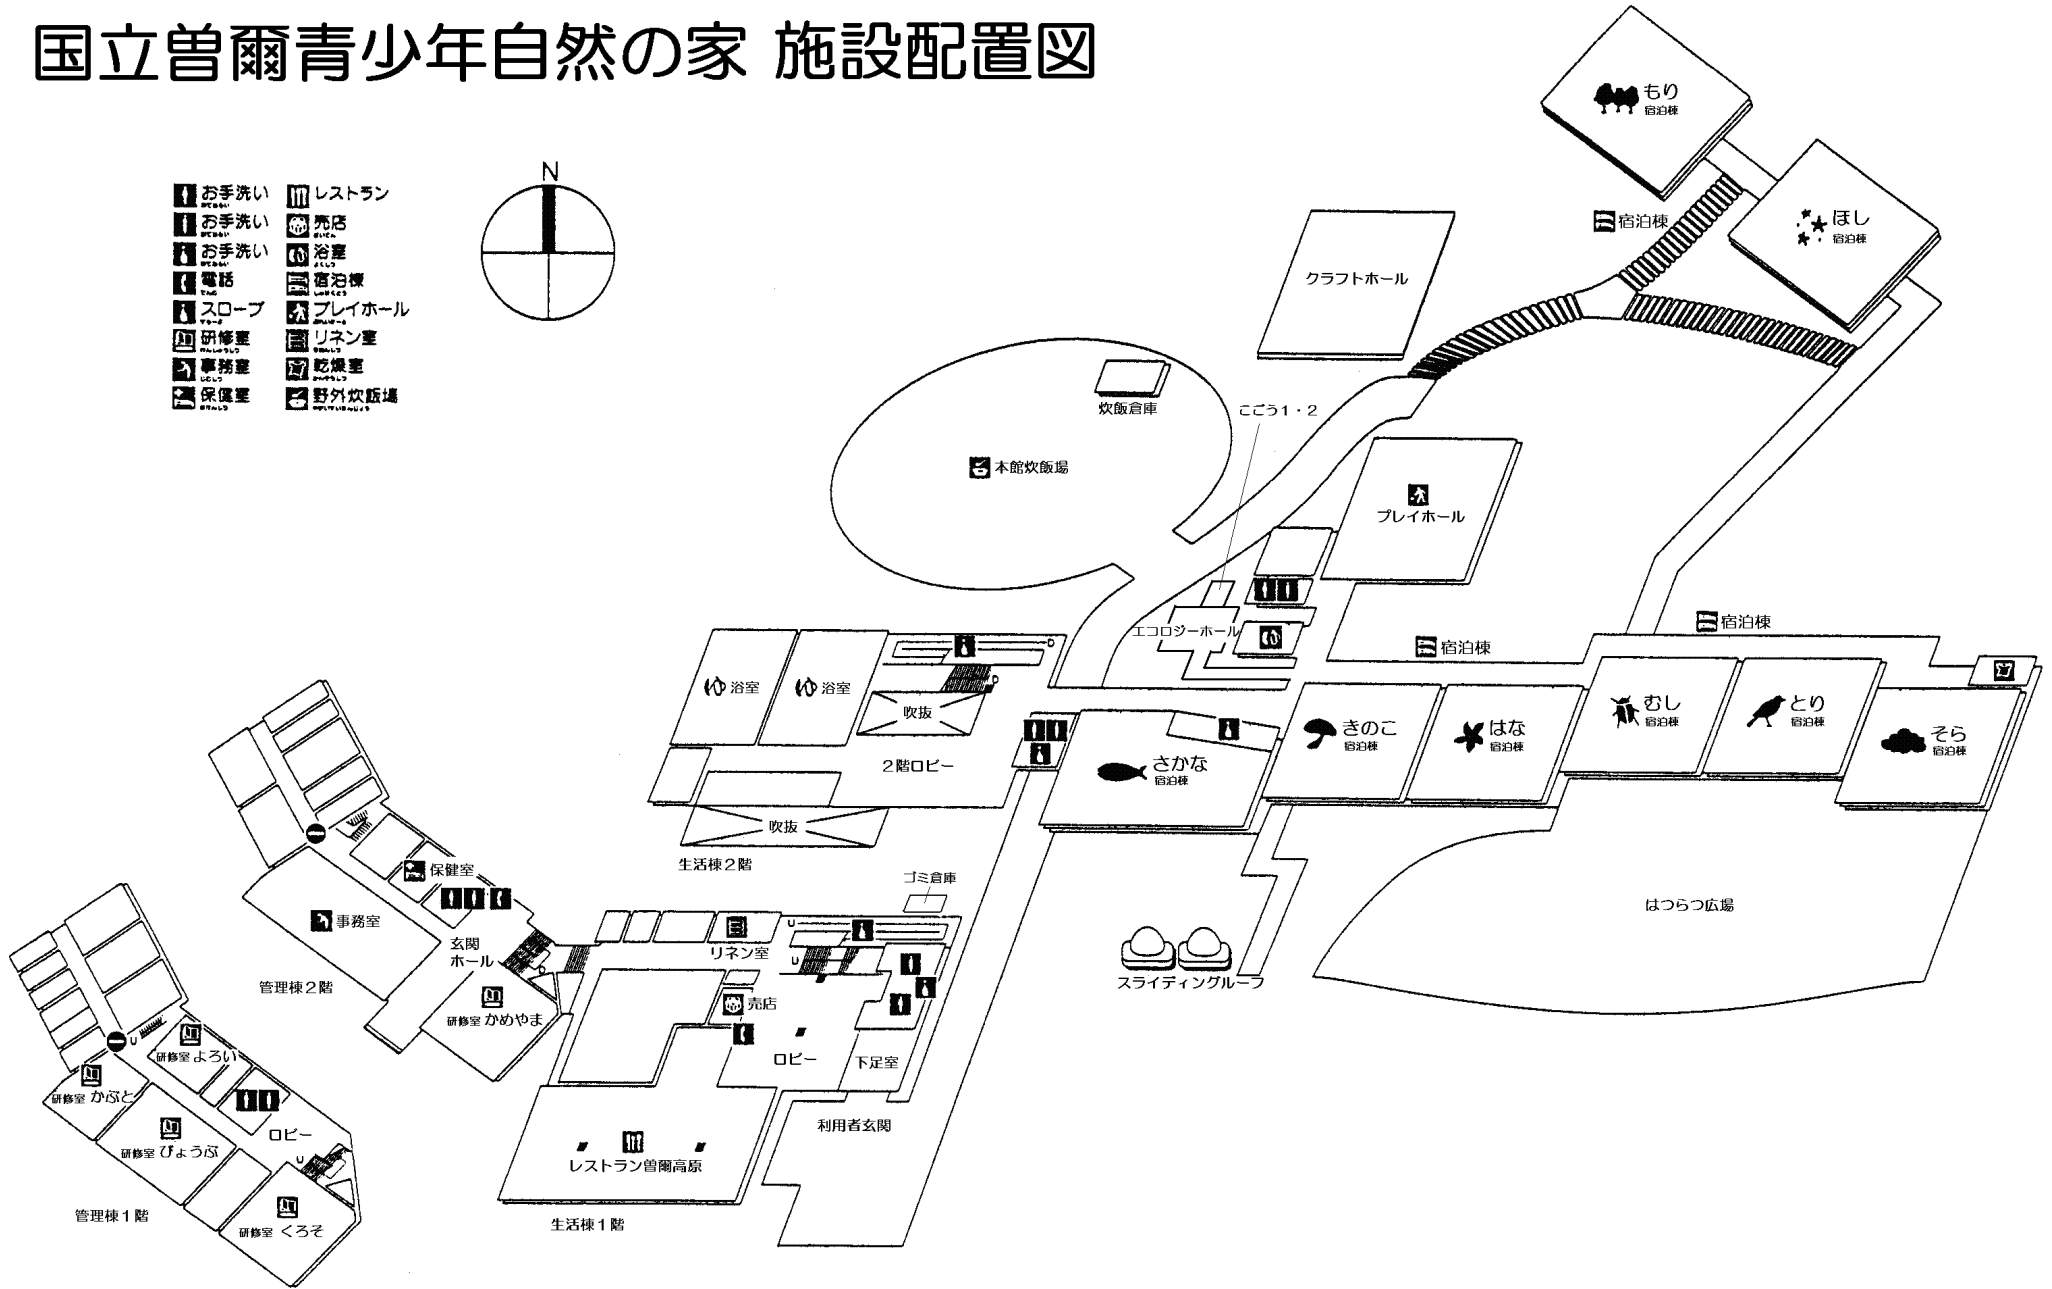 国立曽爾青少年自然の家 施設配置図
N
お手洗い
お手洗い
お手洗い
電話
スロープ
研修室
事務室
保健室
レストラン
売店
浴室
宿泊棟
プレイホール
リネン室
乾燥室
野外炊飯場
もり
宿泊棟
ほし
宿泊棟
宿泊棟
クラフトホール
炊飯倉庫
こごう1・2
本館炊飯場
プレイホール
エコロジーホール
宿泊棟
宿泊棟
浴室
浴室
吹抜
2階ロビー
吹抜
生活棟2階
さかな
宿泊棟
きのこ
宿泊棟
はな
宿泊棟
むし
宿泊棟
とり
宿泊棟
そら
宿泊棟
はつらつ広場
スライディングルーフ
保健室
事務室
玄関
ホール
管理棟2階
研修室 かめやま
ゴミ倉庫
リネン室
売店
ロビー
下足室
利用者玄関
レストラン曽爾高原
生活棟1階
研修室 よろい
研修室 かぶと
研修室 びょうぶ
ロビー
研修室 くろそ
管理棟1階